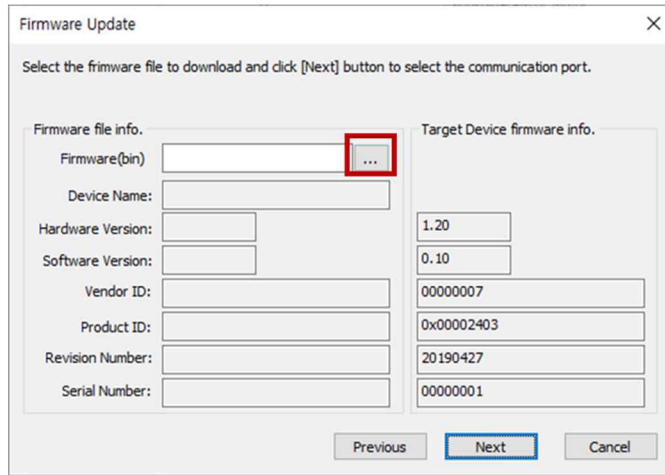 Firmware Update
Select the frimware file to download and click [Next] button to select the communication port.
Firmware file info.
Target Device firmware info.
Firmware(bin)
...
Device Name:
Hardware Version:
1.20
Software Version:
0.10
Vendor ID:
00000007
Product ID:
0x00002403
Revision Number:
20190427
Serial Number:
00000001
Previous
Next
Cancel